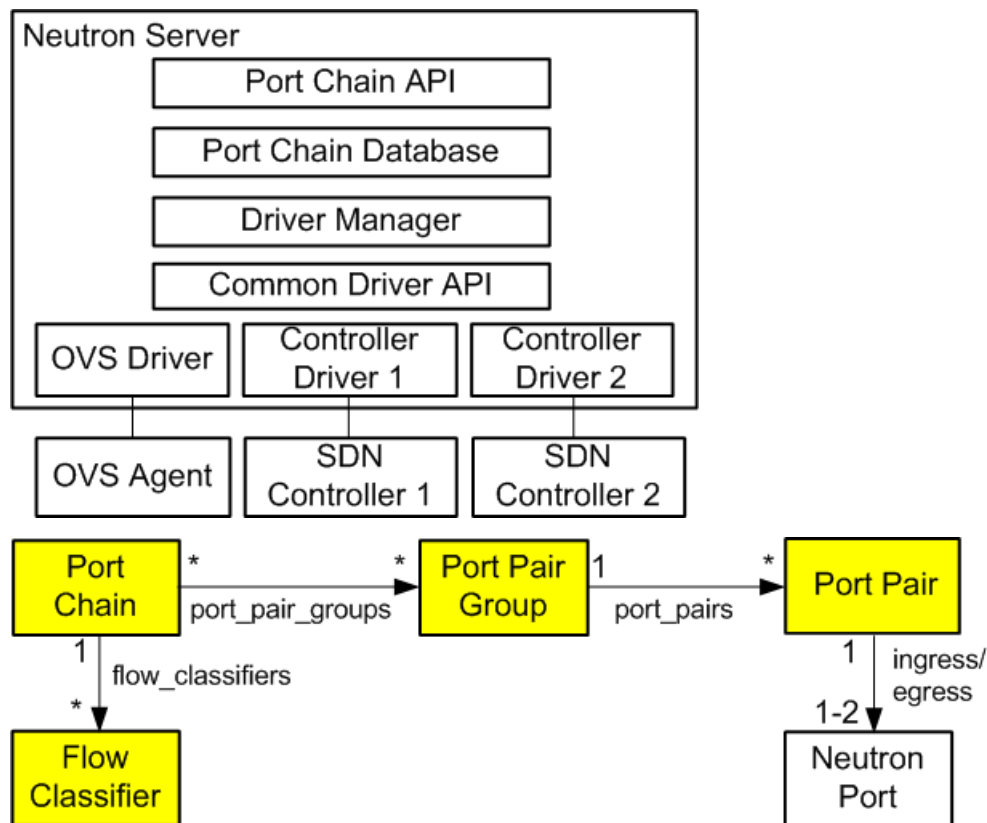 Neutron Server
Port Chain API
Port Chain Database
Driver Manager
Common Driver API
OVS Driver
Controller
Driver 1
Controller
Driver 2
OVS Agent
SDN
Controller 1
SDN
Controller 2
Port
Chain
*
*
port_pair_groups
Port Pair
Group
1
*
port_pairs
Port Pair
1
flow_classifiers
*
Flow
Classifier
1
ingress/
egress
1-2
Neutron
Port